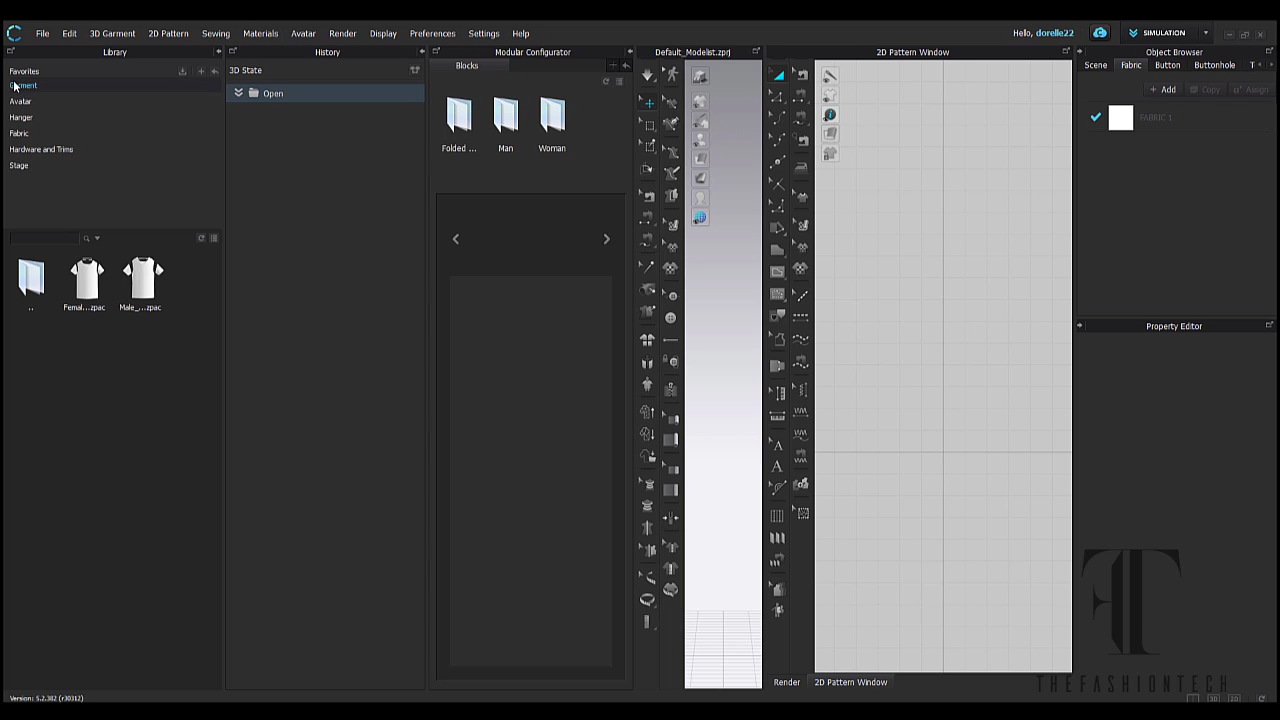 File Edit 3D Garment 2D Pattern Sewing Materials Avatar Render Display Preferences Settings Help Hello, dorelle22 SIMULATION
Library History Modular Configurator Default_Modelist.zprj 2D Pattern Window Object Browser
Favorites
Avatar
Hanger
Fabric
Hardware and Trims
Stage
..
Femal...zpac
Male_...zpac
3D State
Open
Blocks
Folded ...
Man
Woman
Scene Fabric Button Buttonhole T
Add Copy Assign
FABRIC 1
Property Editor
Render 2D Pattern Window
THEFASHIONTECH
Version: 5.2.382 (r30312)
3D 2D